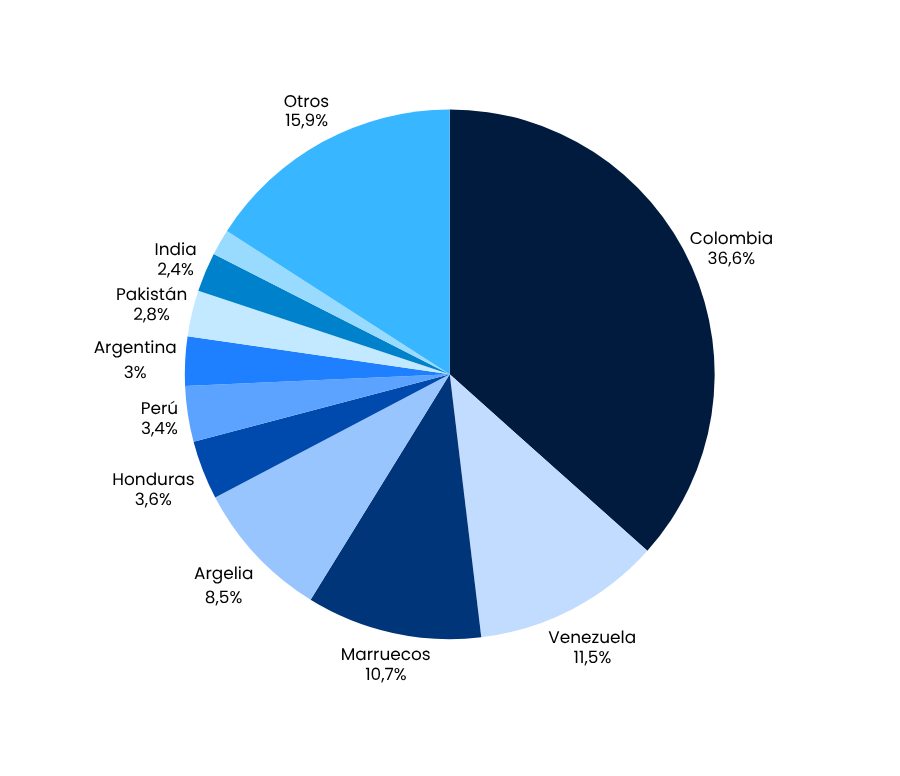 Otros
15,9%
Colombia
36,6%
India
2,4%
Pakistán
2,8%
Argentina
3%
Perú
3,4%
Honduras
3,6%
Argelia
8,5%
Venezuela
11,5%
Marruecos
10,7%